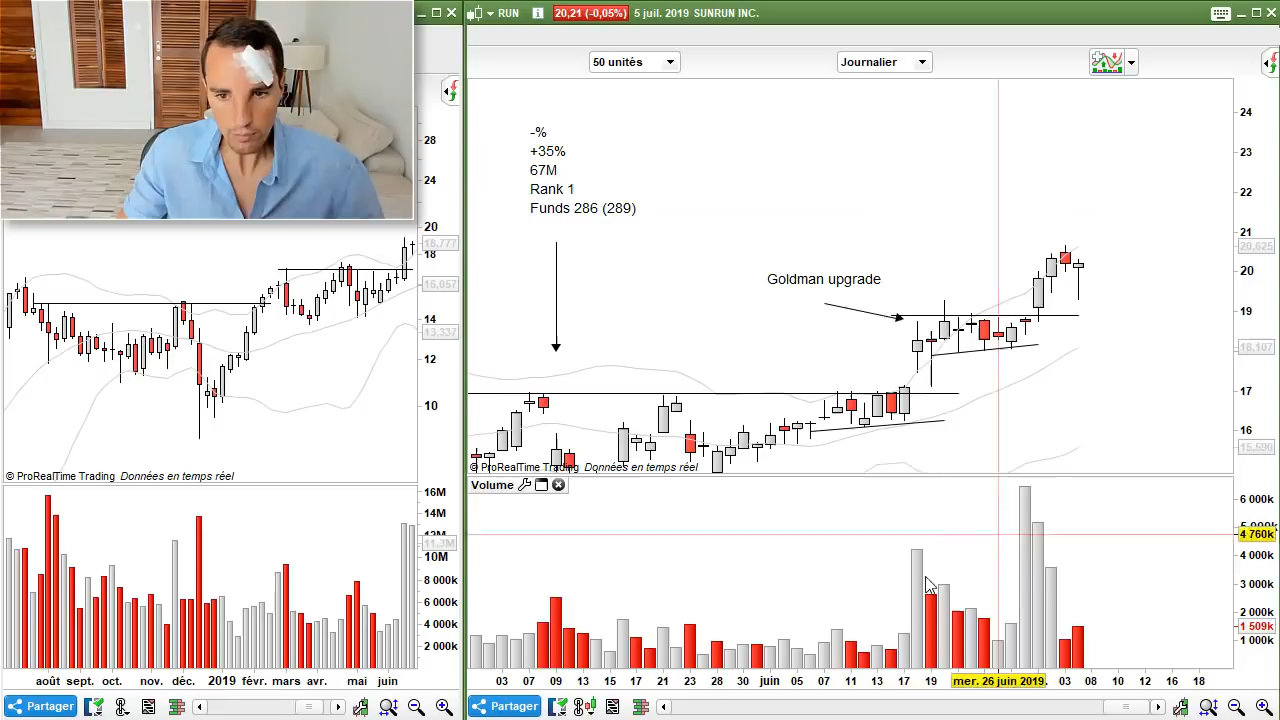 RUN
20,21 (-0,05%)
5 juil. 2019
SUNRUN INC.
50 unités
Journalier
28
24
20
18,777
18
16,057
14
13,337
12
10
© ProRealTime Trading Données en temps réel
16M
14M
12M
10M
8 000k
6 000k
4 000k
2 000k
août sept. oct. nov. déc. 2019 févr. mars avr. mai juin
Partager
-%
+35%
67M
Rank 1
Funds 286 (289)
Goldman upgrade
24
23
22
21
20,625
20
19
18,107
17
16
15,590
© ProRealTime Trading Données en temps réel
Volume
6 000k
4 760k
4 000k
3 000k
2 000k
1 509k
1 000k
03 07 09 13 15 17 21 23 28 30 juin 05 07 11 13 17 19 mer. 26 juin 2019. 03 08 10 12 16 18
Partager